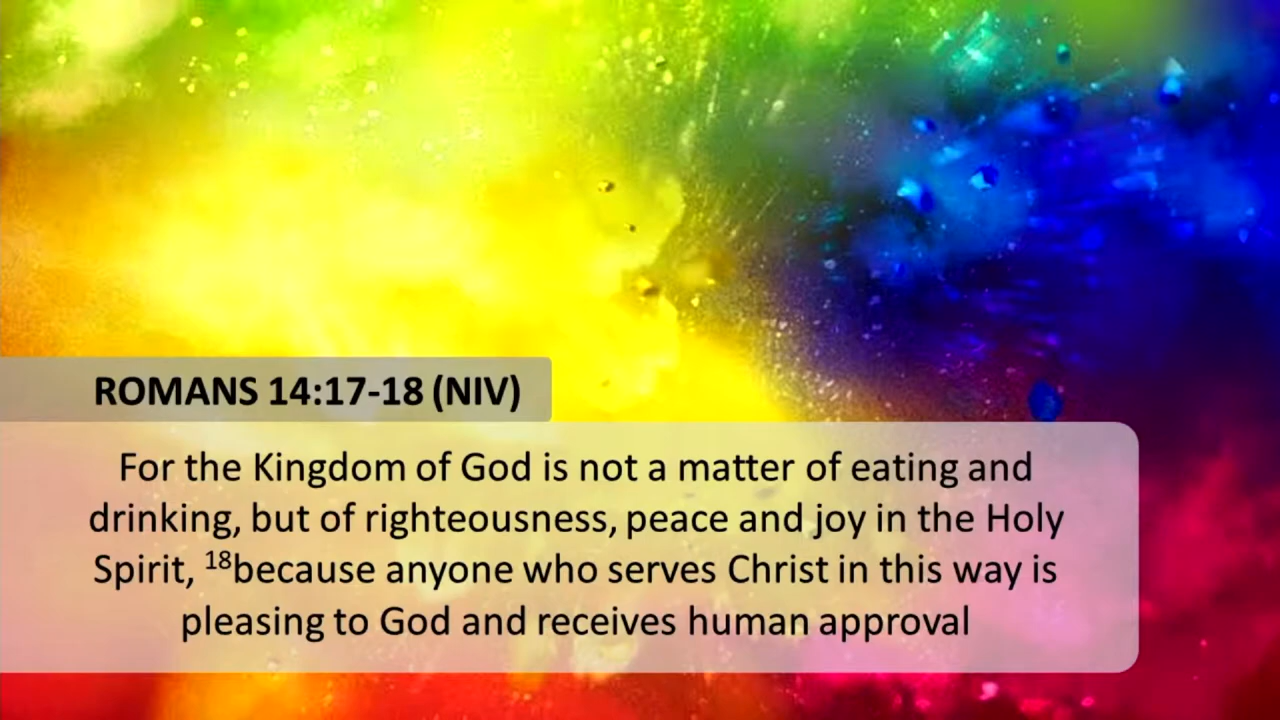 ROMANS 14:17-18 (NIV)
For the Kingdom of God is not a matter of eating and
drinking, but of righteousness, peace and joy in the Holy
Spirit, 18because anyone who serves Christ in this way is
pleasing to God and receives human approval